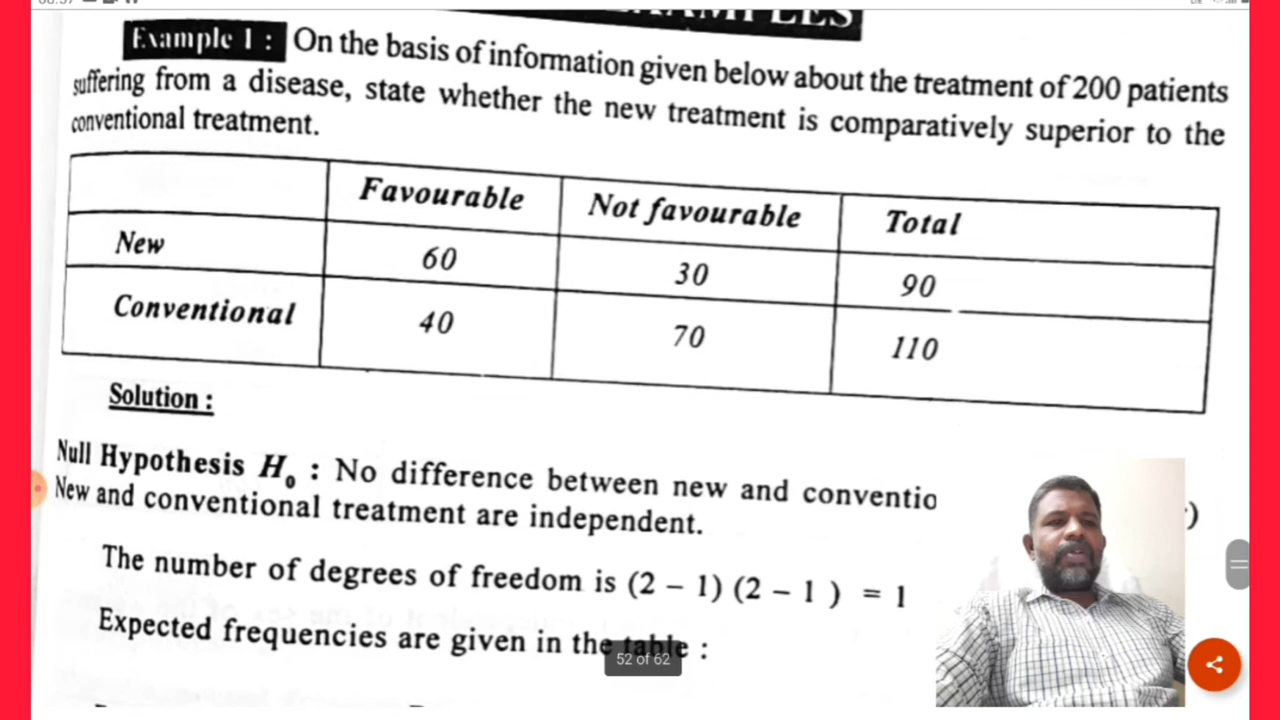 EXAMPLES
Example 1 : On the basis of information given below about the treatment of 200 patients
suffering from a disease, state whether the new treatment is comparatively superior to the
conventional treatment.
Favourable Not favourable Total
New 60 30 90
Conventional 40 70 110
Solution :
Null Hypothesis H₀ : No difference between new and conventio
)
New and conventional treatment are independent.
The number of degrees of freedom is (2 – 1) (2 – 1 ) = 1
Expected frequencies are given in the table :
52 of 62